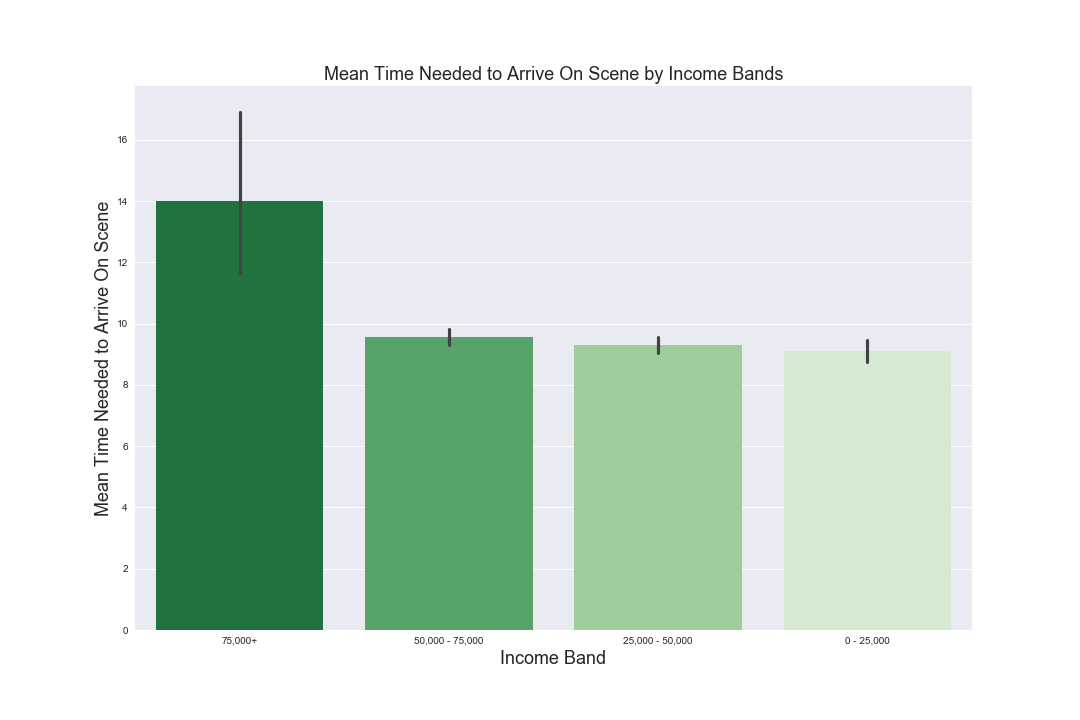 Mean Time Needed to Arrive On Scene by Income Bands
Mean Time Needed to Arrive On Scene
16
14
12
10
8
6
4
2
0
75,000+
50,000 - 75,000
25,000 - 50,000
0 - 25,000
Income Band